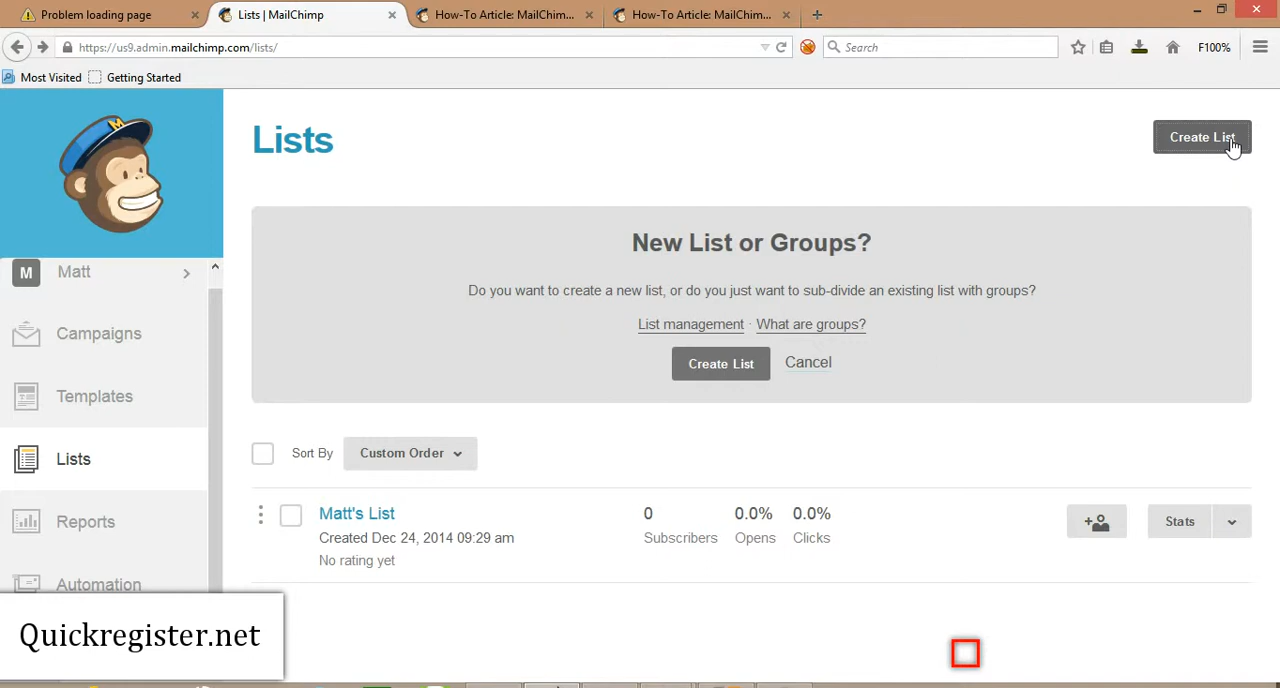 Problem loading page
Lists | MailChimp
How-To Article: MailChim...
How-To Article: MailChim...
https://us9.admin.mailchimp.com/lists/
Search
F100%
Most Visited
Getting Started
M
Lists
Create List
New List or Groups?
M
Matt
Do you want to create a new list, or do you just want to sub-divide an existing list with groups?
List management · What are groups?
Campaigns
Create List
Cancel
Templates
Lists
Sort By
Custom Order
Matt's List
0
0.0%
0.0%
Stats
Reports
Created Dec 24, 2014 09:29 am
Subscribers
Opens
Clicks
No rating yet
Automation
Quickregister.net